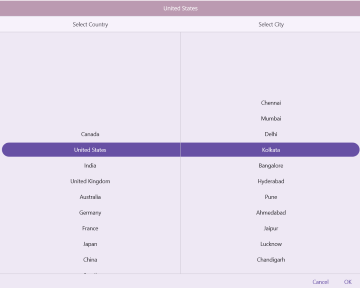 United States
Select Country
Select City
Chennai
Mumbai
Canada
Delhi
United States
Kolkata
India
Bangalore
United Kingdom
Hyderabad
Australia
Pune
Germany
Ahmedabad
France
Jaipur
Japan
Lucknow
China
Chandigarh
Cancel
OK